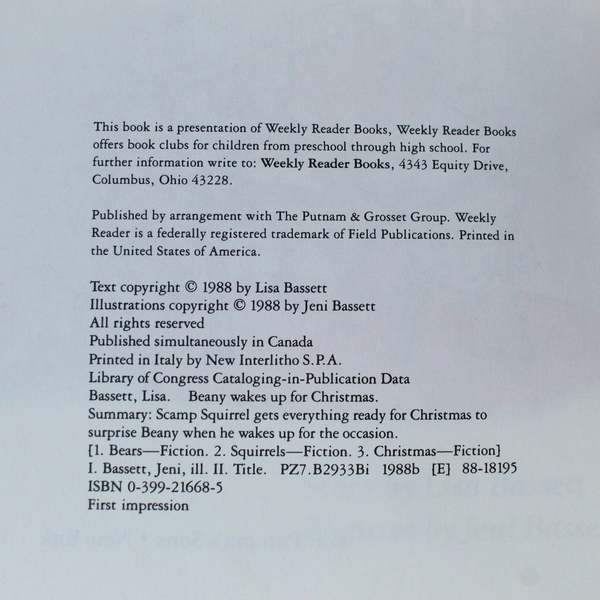 This book is a presentation of Weekly Reader Books, Weekly Reader Books
offers book clubs for children from preschool through high school. For
further information write to: Weekly Reader Books, 4343 Equity Drive,
Columbus, Ohio 43228.
Published by arrangement with The Putnam & Grosset Group. Weekly
Reader is a federally registered trademark of Field Publications. Printed in
the United States of America.
Text copyright © 1988 by Lisa Bassett
Illustrations copyright © 1988 by Jeni Bassett
All rights reserved
Published simultaneously in Canada
Printed in Italy by New Interlitho S.P.A.
Library of Congress Cataloging-in-Publication Data
Bassett, Lisa. Beany wakes up for Christmas.
Summary: Scamp Squirrel gets everything ready for Christmas to
surprise Beany when he wakes up for the occasion.
[1. Bears—Fiction. 2. Squirrels—Fiction. 3. Christmas—Fiction]
I. Bassett, Jeni, ill. II. Title. PZ7.B2933Bi 1988b [E] 88-18195
ISBN 0-399-21668-5
First impression
by Lisa Bassett
by Jeni Basse